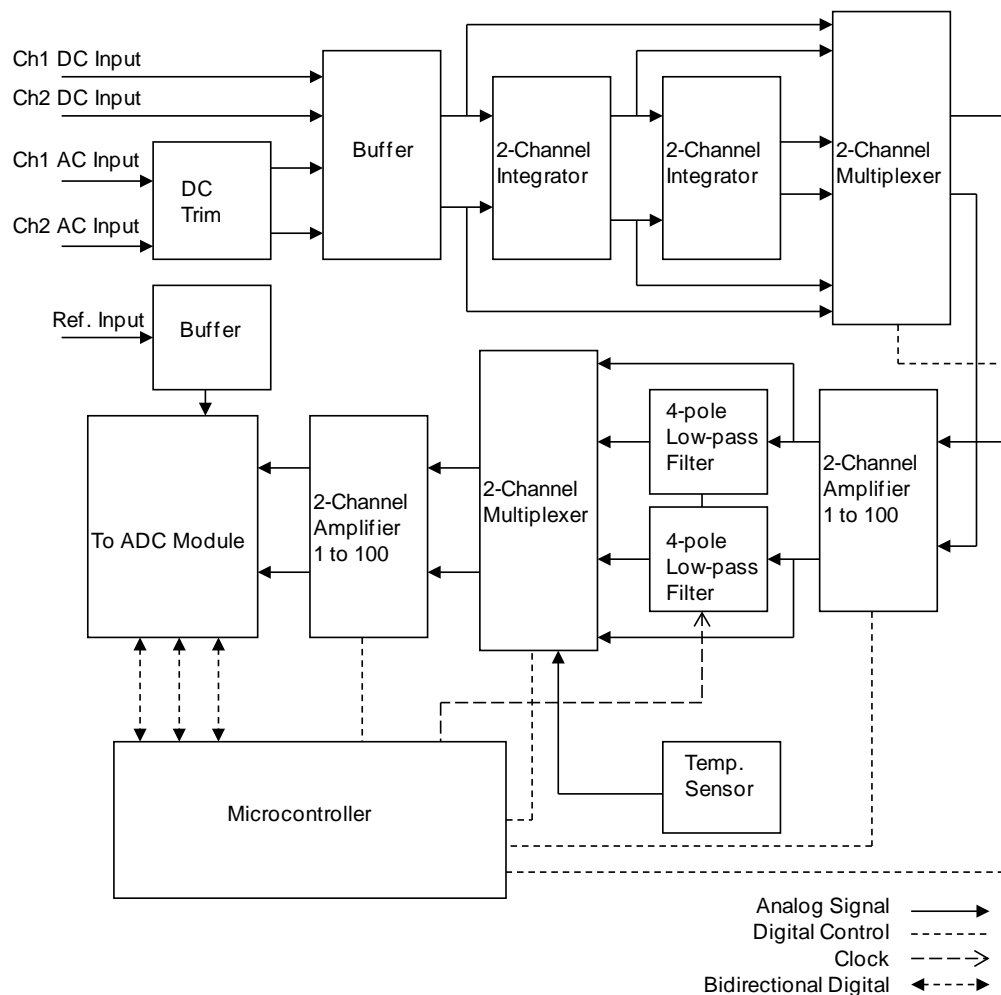 Ch1 DC Input
Ch2 DC Input
Ch1 AC Input
Ch2 AC Input
DC
Trim
Buffer
2-Channel
Integrator
2-Channel
Integrator
2-Channel
Multiplexer
Ref. Input
Buffer
To ADC Module
2-Channel
Amplifier
1 to 100
2-Channel
Multiplexer
4-pole
Low-pass
Filter
4-pole
Low-pass
Filter
2-Channel
Amplifier
1 to 100
Microcontroller
Temp.
Sensor
Analog Signal
Digital Control
Clock
Bidirectional Digital